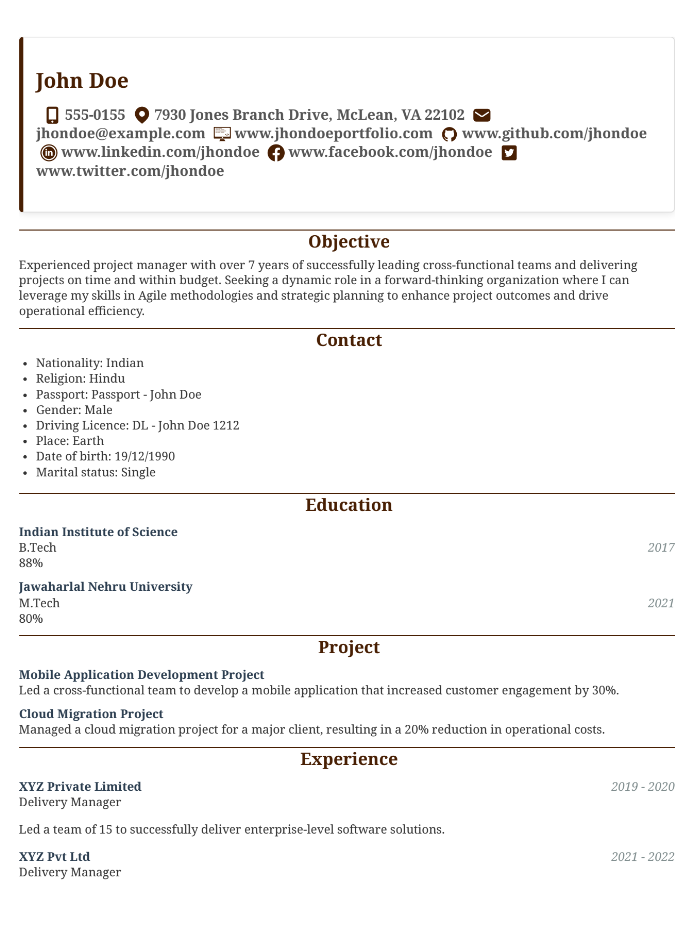 John Doe
555-0155 7930 Jones Branch Drive, McLean, VA 22102
jhondoe@example.com www.jhondoeportfolio.com www.github.com/jhondoe
www.linkedin.com/jhondoe www.facebook.com/jhondoe
www.twitter.com/jhondoe
Objective
Experienced project manager with over 7 years of successfully leading cross-functional teams and delivering
projects on time and within budget. Seeking a dynamic role in a forward-thinking organization where I can
leverage my skills in Agile methodologies and strategic planning to enhance project outcomes and drive
operational efficiency.
Contact
• Nationality: Indian
• Religion: Hindu
• Passport: Passport - John Doe
• Gender: Male
• Driving Licence: DL - John Doe 1212
• Place: Earth
• Date of birth: 19/12/1990
• Marital status: Single
Education
Indian Institute of Science
B.Tech 2017
88%
Jawaharlal Nehru University
M.Tech 2021
80%
Project
Mobile Application Development Project
Led a cross-functional team to develop a mobile application that increased customer engagement by 30%.
Cloud Migration Project
Managed a cloud migration project for a major client, resulting in a 20% reduction in operational costs.
Experience
XYZ Private Limited 2019 - 2020
Delivery Manager
Led a team of 15 to successfully deliver enterprise-level software solutions.
XYZ Pvt Ltd 2021 - 2022
Delivery Manager